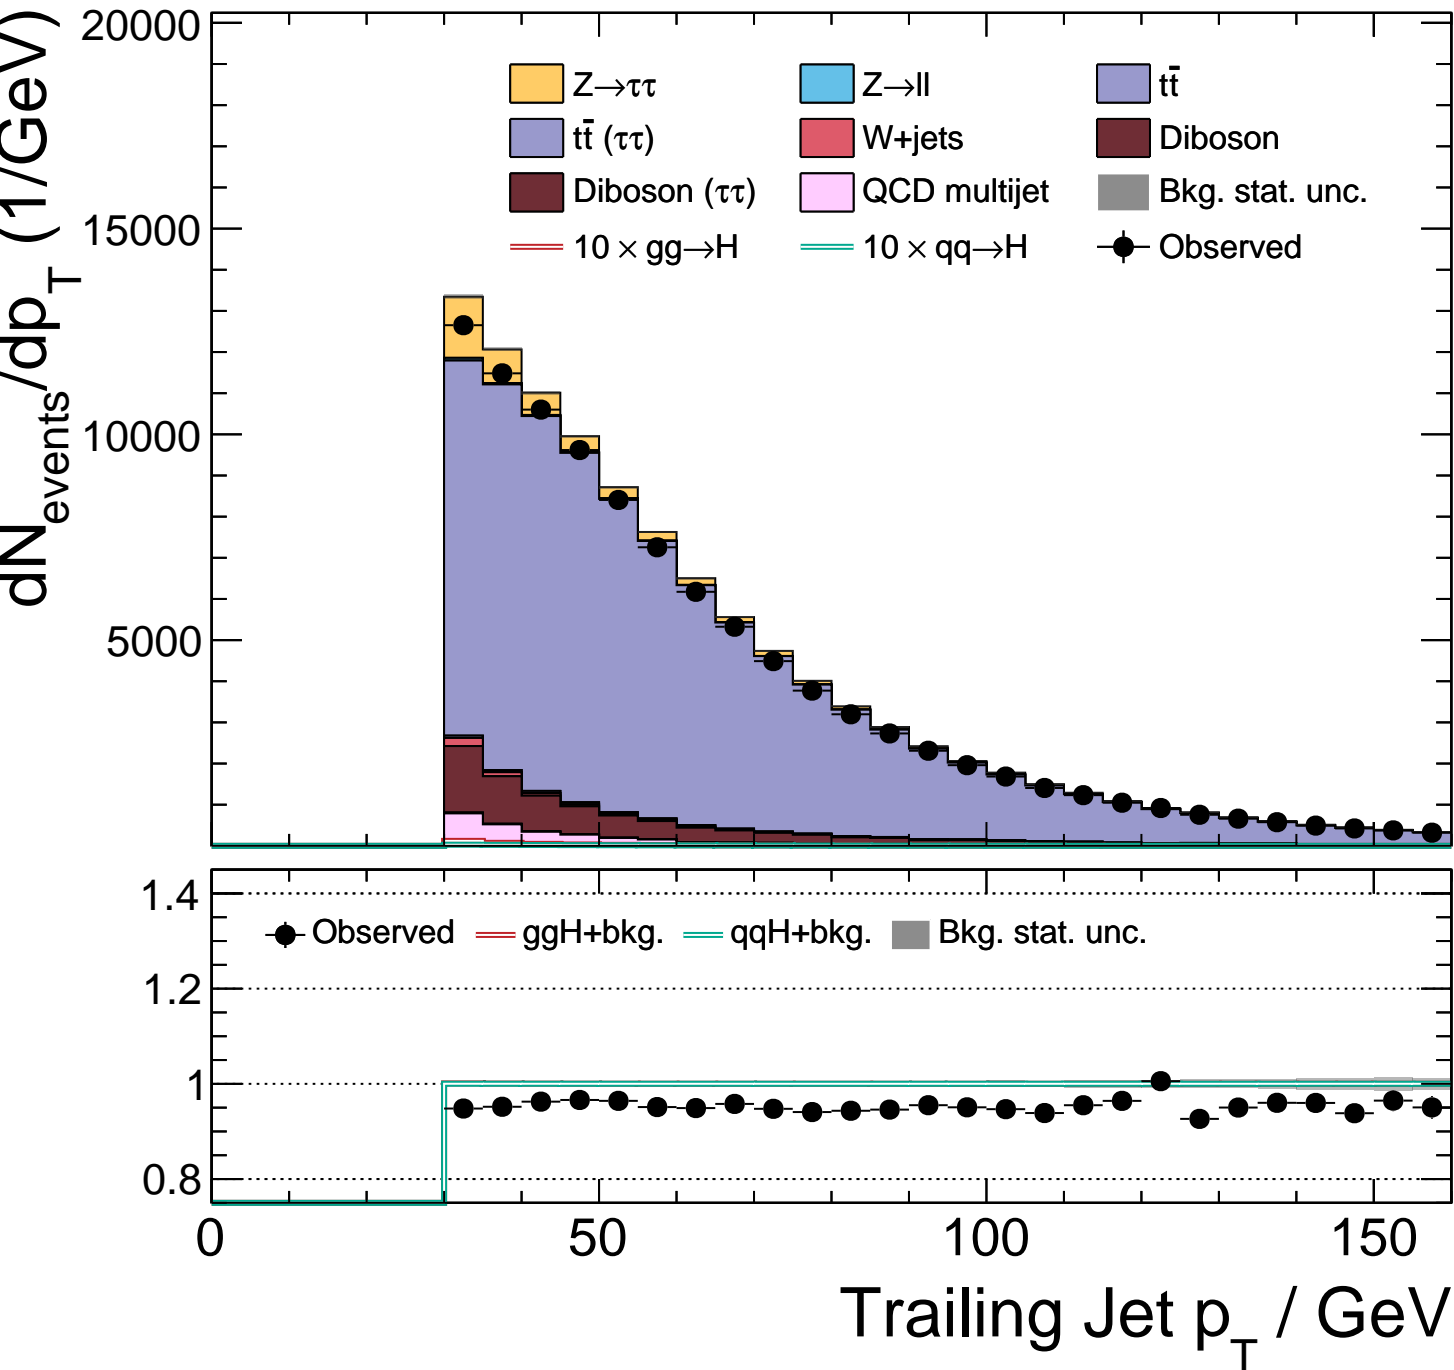 dN_events/dp_T (1/GeV)
20000
15000
10000
5000
Z→ττ Z→ll tt̄
tt̄ (ττ) W+jets Diboson
Diboson (ττ) QCD multijet Bkg. stat. unc.
10 × gg→H 10 × qq→H Observed
1.4
1.2
1
0.8
Observed ggH+bkg. qqH+bkg. Bkg. stat. unc.
0 50 100 150
Trailing Jet p_T / GeV